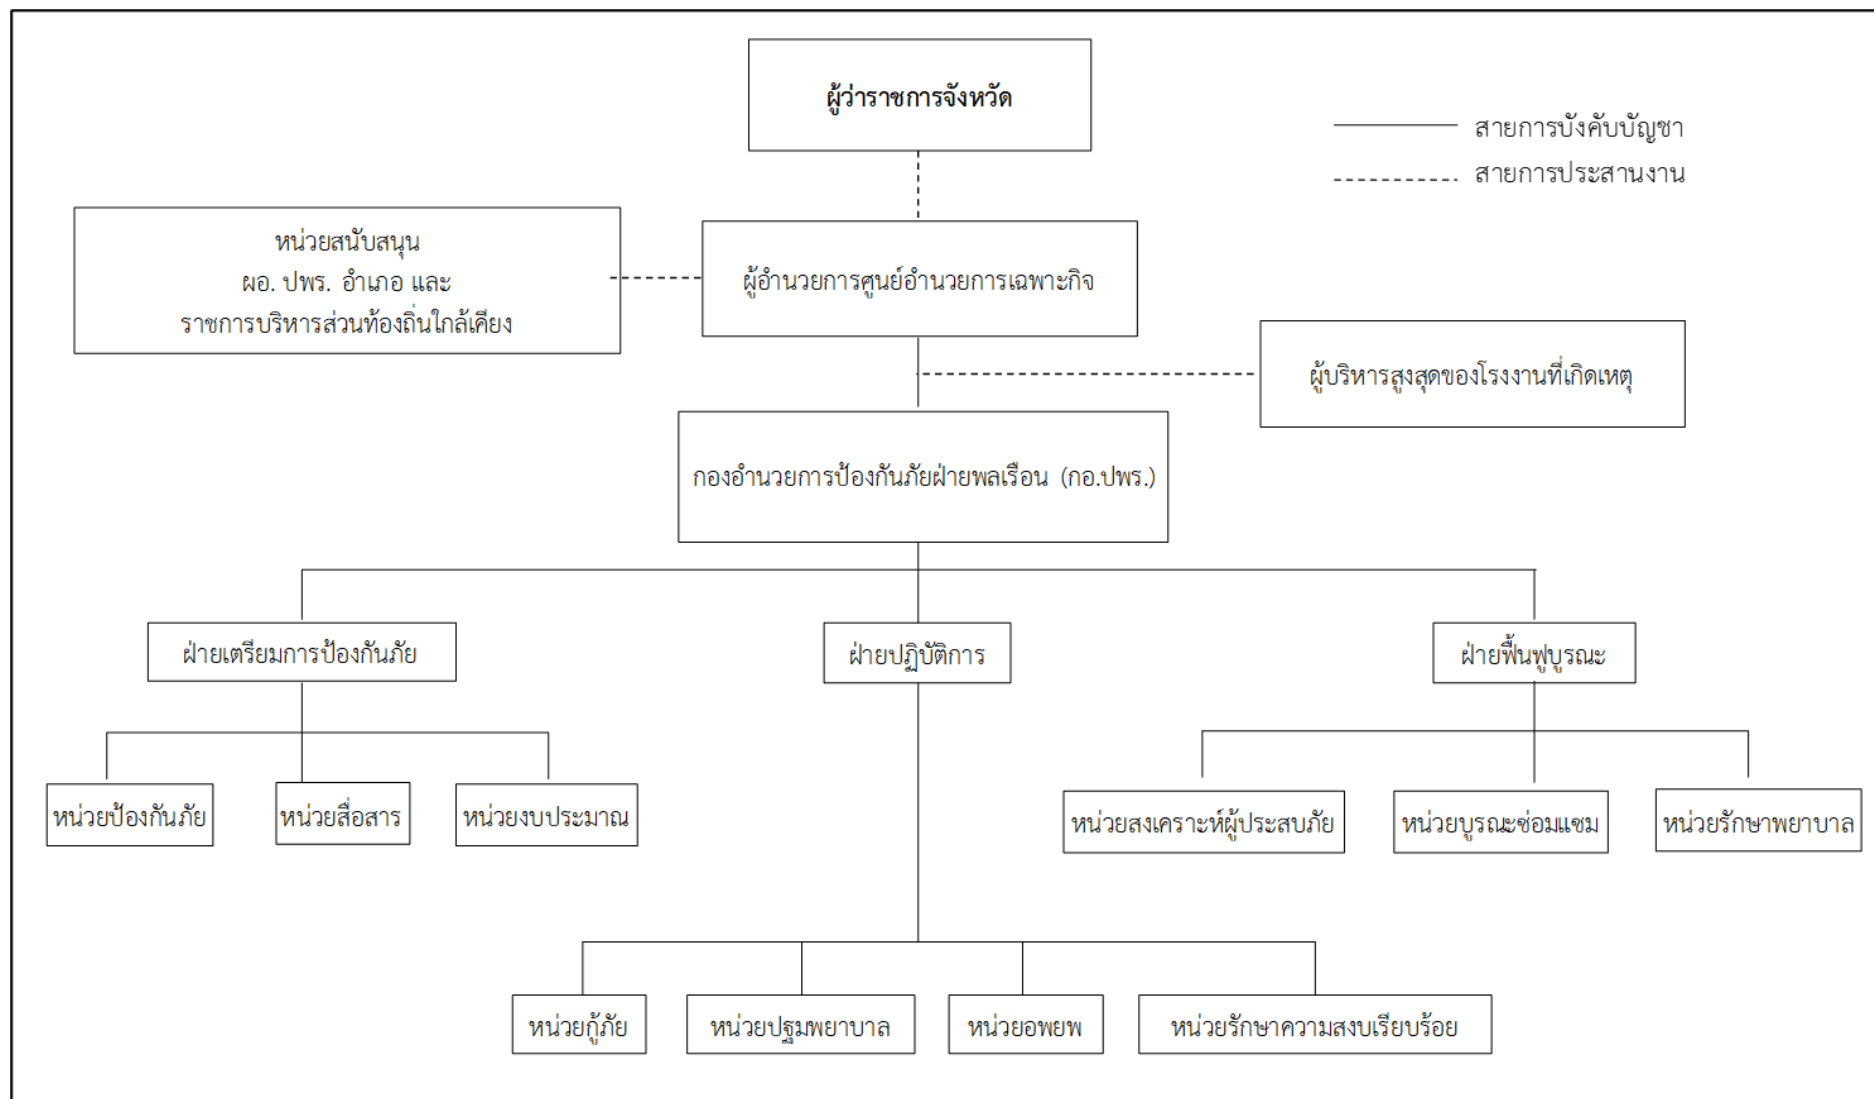 ผู้ว่าราชการจังหวัด
สายการบังคับบัญชา
สายการประสานงาน
หน่วยสนับสนุน
ผอ. ปพร. อำเภอ และ
ราชการบริหารส่วนท้องถิ่นใกล้เคียง
ผู้อำนวยการศูนย์อำนวยการเฉพาะกิจ
ผู้บริหารสูงสุดของโรงงานที่เกิดเหตุ
กองอำนวยการป้องกันภัยฝ่ายพลเรือน (กอ.ปพร.)
ฝ่ายเตรียมการป้องกันภัย
ฝ่ายปฏิบัติการ
ฝ่ายฟื้นฟูบูรณะ
หน่วยป้องกันภัย
หน่วยสื่อสาร
หน่วยงบประมาณ
หน่วยสงเคราะห์ผู้ประสบภัย
หน่วยบูรณะซ่อมแซม
หน่วยรักษาพยาบาล
หน่วยกู้ภัย
หน่วยปฐมพยาบาล
หน่วยอพยพ
หน่วยรักษาความสงบเรียบร้อย